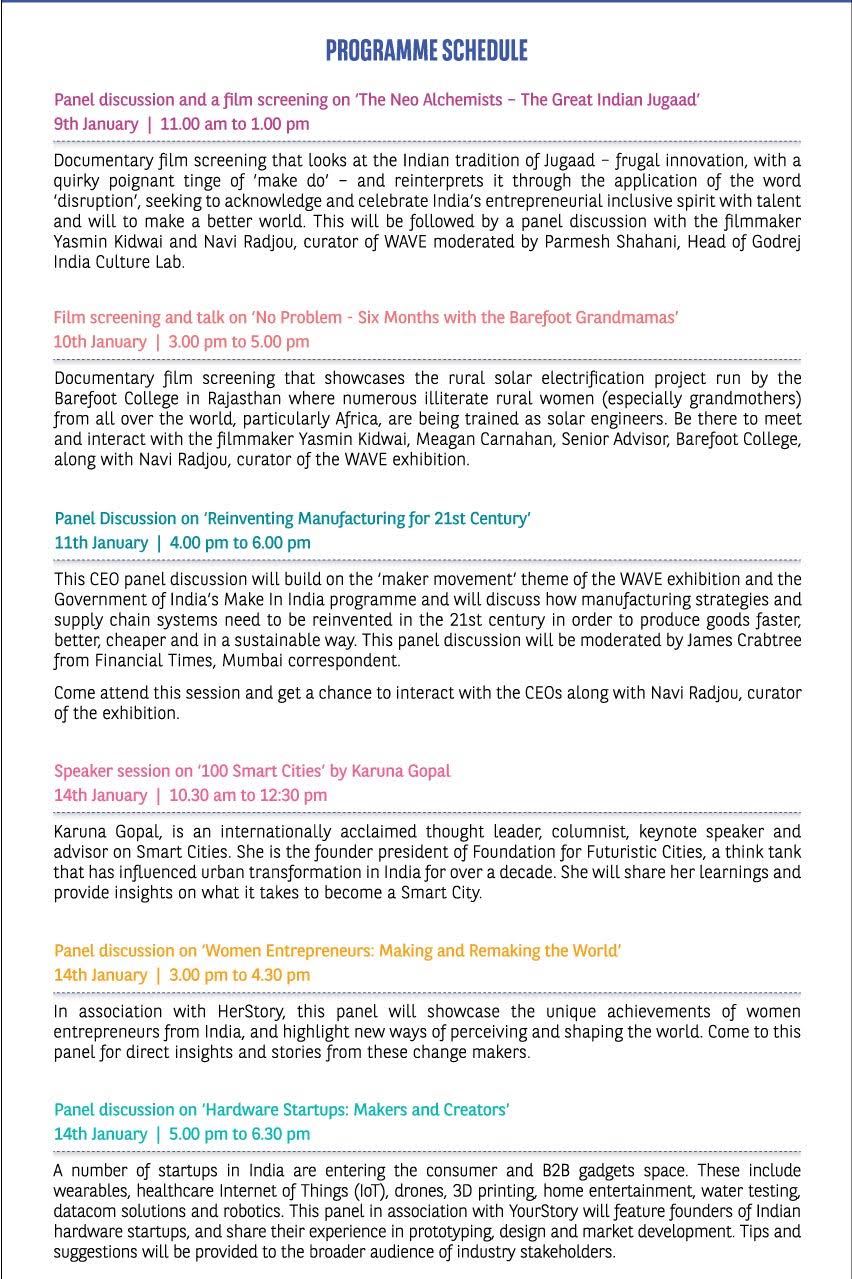 PROGRAMME SCHEDULE
Panel discussion and a film screening on ‘The Neo Alchemists – The Great Indian Jugaad’
9th January | 11.00 am to 1.00 pm
Documentary film screening that looks at the Indian tradition of Jugaad – frugal innovation, with a
quirky poignant tinge of ‘make do’ – and reinterprets it through the application of the word
‘disruption’, seeking to acknowledge and celebrate India’s entrepreneurial inclusive spirit with talent
and will to make a better world. This will be followed by a panel discussion with the filmmaker
Yasmin Kidwai and Navi Radjou, curator of WAVE moderated by Parmesh Shahani, Head of Godrej
India Culture Lab.
Film screening and talk on ‘No Problem - Six Months with the Barefoot Grandmamas’
10th January | 3.00 pm to 5.00 pm
Documentary film screening that showcases the rural solar electrification project run by the
Barefoot College in Rajasthan where numerous illiterate rural women (especially grandmothers)
from all over the world, particularly Africa, are being trained as solar engineers. Be there to meet
and interact with the filmmaker Yasmin Kidwai, Meagan Carnahan, Senior Advisor, Barefoot College,
along with Navi Radjou, curator of the WAVE exhibition.
Panel Discussion on ‘Reinventing Manufacturing for 21st Century’
11th January | 4.00 pm to 6.00 pm
This CEO panel discussion will build on the ‘maker movement’ theme of the WAVE exhibition and the
Government of India’s Make In India programme and will discuss how manufacturing strategies and
supply chain systems need to be reinvented in the 21st century in order to produce goods faster,
better, cheaper and in a sustainable way. This panel discussion will be moderated by James Crabtree
from Financial Times, Mumbai correspondent.
Come attend this session and get a chance to interact with the CEOs along with Navi Radjou, curator
of the exhibition.
Speaker session on ‘100 Smart Cities’ by Karuna Gopal
14th January | 10.30 am to 12:30 pm
Karuna Gopal, is an internationally acclaimed thought leader, columnist, keynote speaker and
advisor on Smart Cities. She is the founder president of Foundation for Futuristic Cities, a think tank
that has influenced urban transformation in India for over a decade. She will share her learnings and
provide insights on what it takes to become a Smart City.
Panel discussion on ‘Women Entrepreneurs: Making and Remaking the World’
14th January | 3.00 pm to 4.30 pm
In association with HerStory, this panel will showcase the unique achievements of women
entrepreneurs from India, and highlight new ways of perceiving and shaping the world. Come to this
panel for direct insights and stories from these change makers.
Panel discussion on ‘Hardware Startups: Makers and Creators’
14th January | 5.00 pm to 6.30 pm
A number of startups in India are entering the consumer and B2B gadgets space. These include
wearables, healthcare Internet of Things (IoT), drones, 3D printing, home entertainment, water testing,
datacom solutions and robotics. This panel in association with YourStory will feature founders of Indian
hardware startups, and share their experience in prototyping, design and market development. Tips and
suggestions will be provided to the broader audience of industry stakeholders.